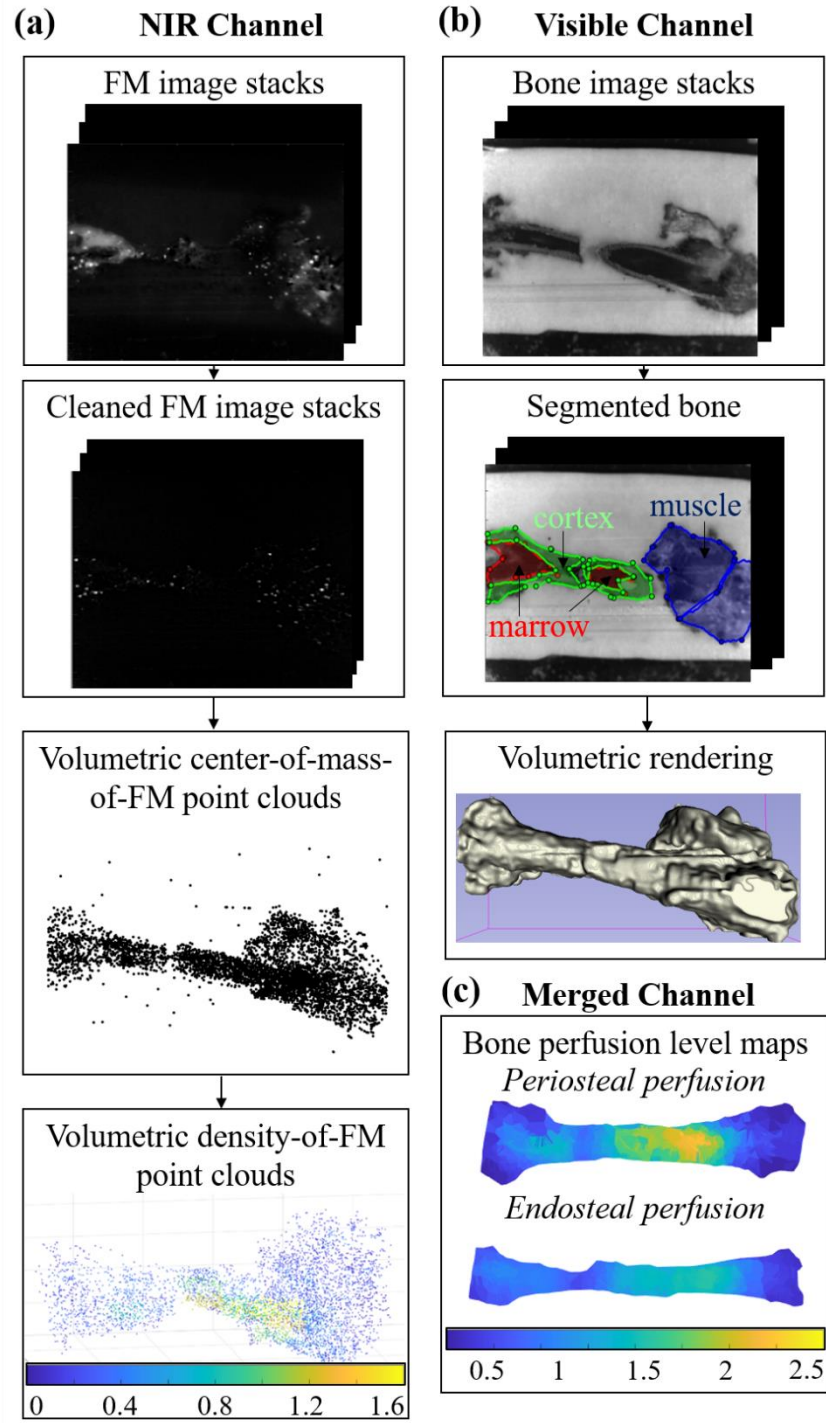 (a) NIR Channel
FM image stacks
Cleaned FM image stacks
Volumetric center-of-mass-
of-FM point clouds
Volumetric density-of-FM
point clouds
0 0.4 0.8 1.2 1.6
(b) Visible Channel
Bone image stacks
Segmented bone
muscle
cortex
marrow
Volumetric rendering
(c) Merged Channel
Bone perfusion level maps
Periosteal perfusion
Endosteal perfusion
0.5 1 1.5 2 2.5